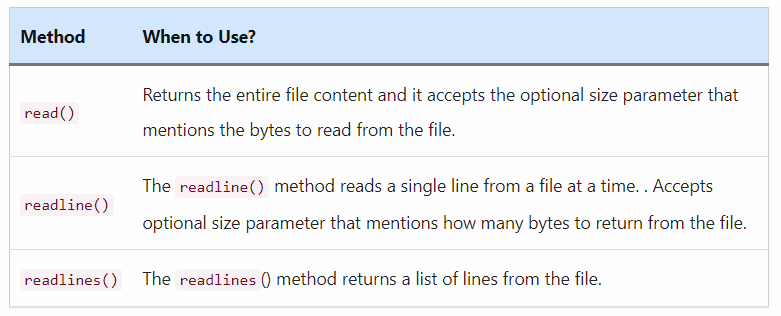 Method When to Use?
read() Returns the entire file content and it accepts the optional size parameter that
mentions the bytes to read from the file.
readline() The readline() method reads a single line from a file at a time. . Accepts
optional size parameter that mentions how many bytes to return from the file.
readlines() The readlines () method returns a list of lines from the file.